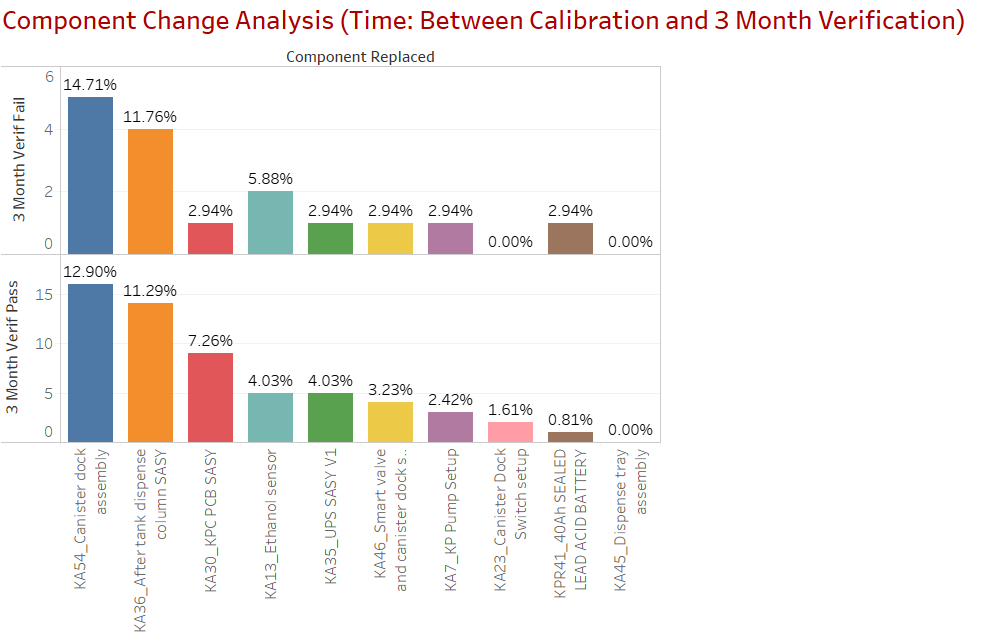 Component Change Analysis (Time: Between Calibration and 3 Month Verification)
Component Replaced
3 Month Verif Fail
6
4
2
0
14.71%
11.76%
2.94%
5.88%
2.94%
2.94%
2.94%
0.00%
2.94%
0.00%
3 Month Verif Pass
15
10
5
0
12.90%
11.29%
7.26%
4.03%
4.03%
3.23%
2.42%
1.61%
0.81%
0.00%
KA54_Canister dock
assembly
KA36_After tank dispense
column SASY
KA30_KPC PCB SASY
KA13_Ethanol sensor
KA35_UPS SASY V1
KA46_Smart valve
and canister dock s..
KA7_KP Pump Setup
KA23_Canister Dock
Switch setup
KPR41_40Ah SEALED
LEAD ACID BATTERY
KA45_Dispense tray
assembly